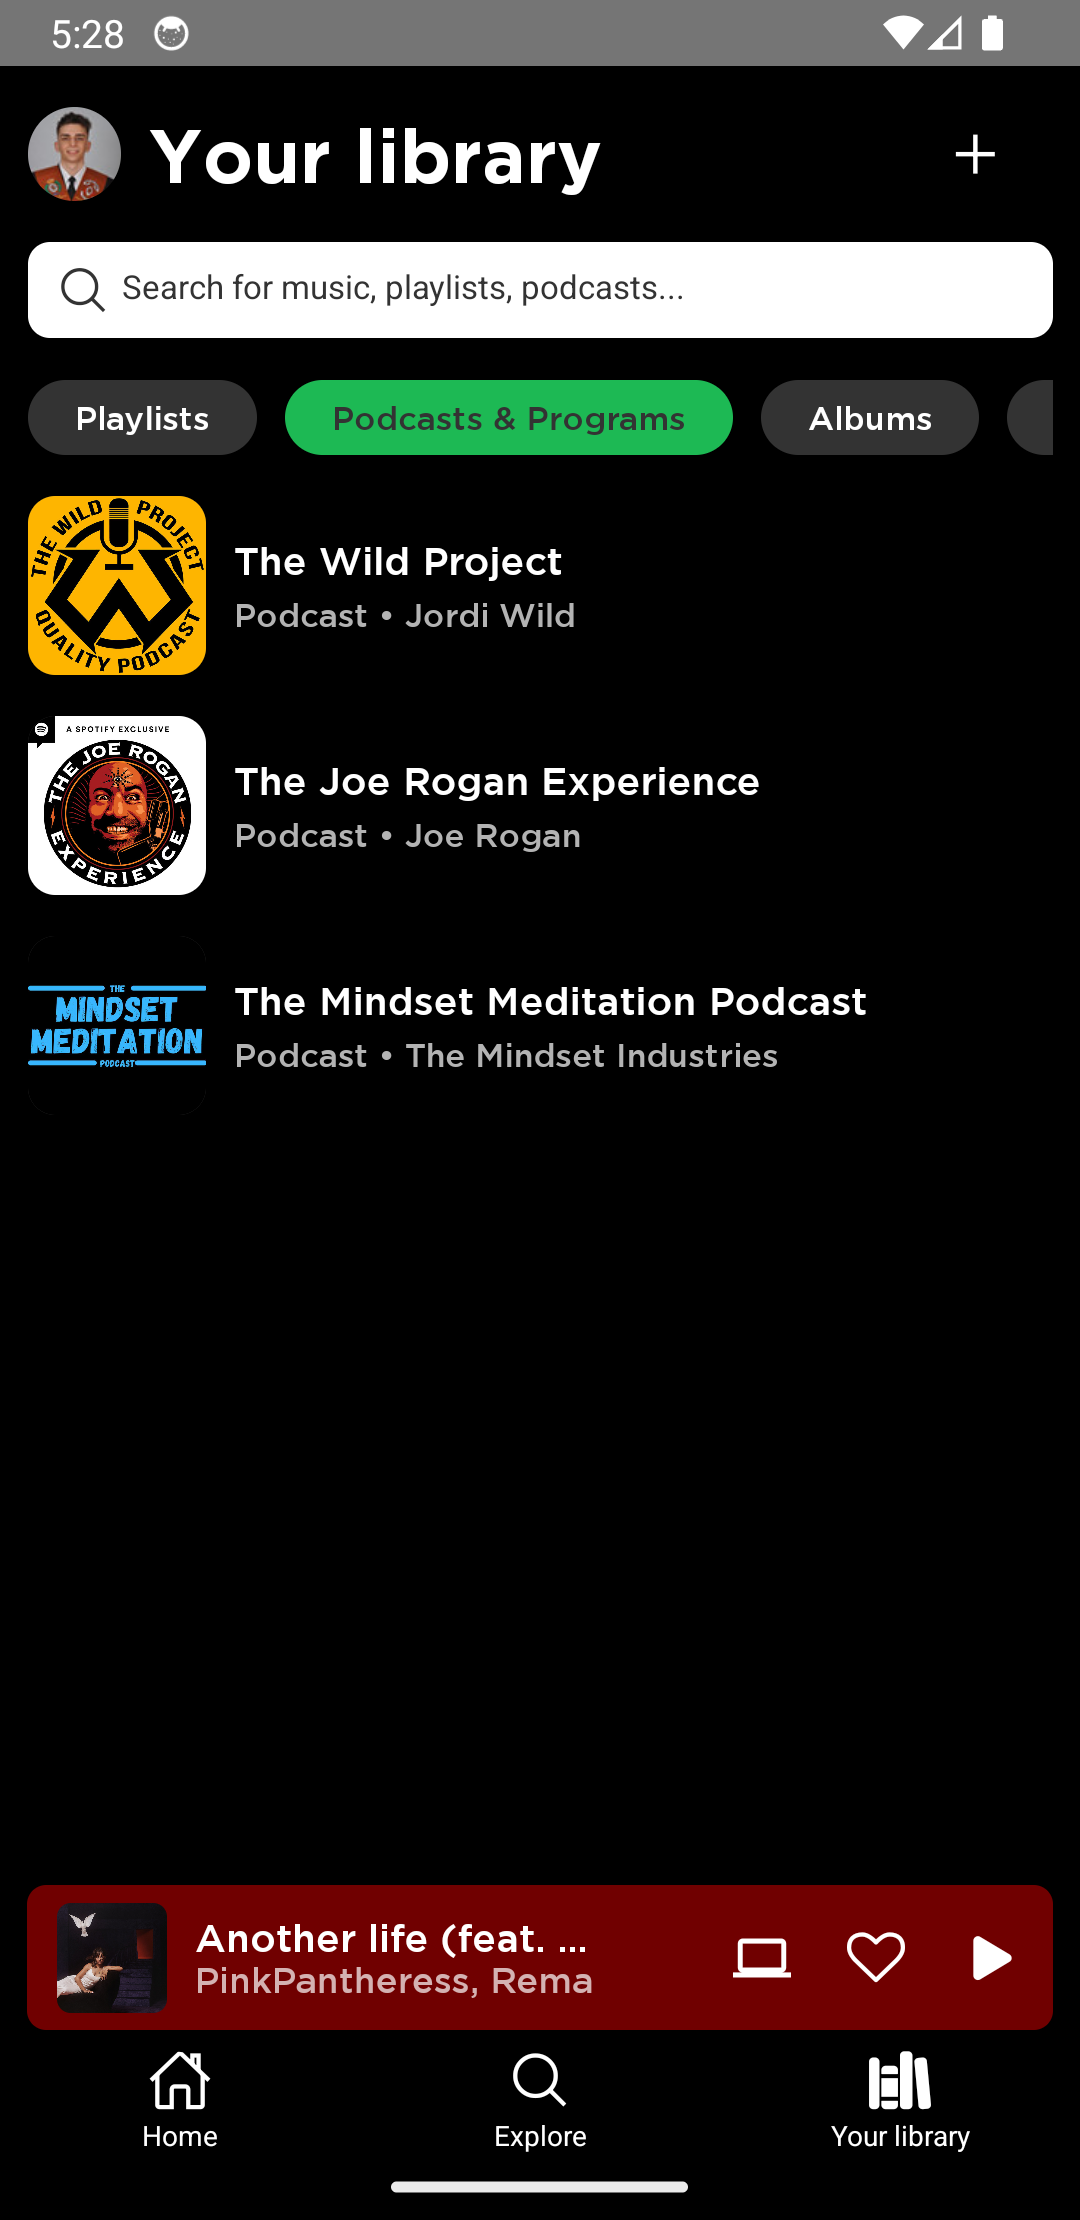 5:28
Your library
Search for music, playlists, podcasts...
Playlists
Podcasts & Programs
Albums
THE WILD PROJECT
QUALITY PODCAST
The Wild Project
Podcast • Jordi Wild
A SPOTIFY EXCLUSIVE
THE JOE ROGAN
EXPERIENCE
The Joe Rogan Experience
Podcast • Joe Rogan
THE
MINDSET
MEDITATION
PODCAST
The Mindset Meditation Podcast
Podcast • The Mindset Industries
Another life (feat. ...
PinkPantheress, Rema
Home
Explore
Your library